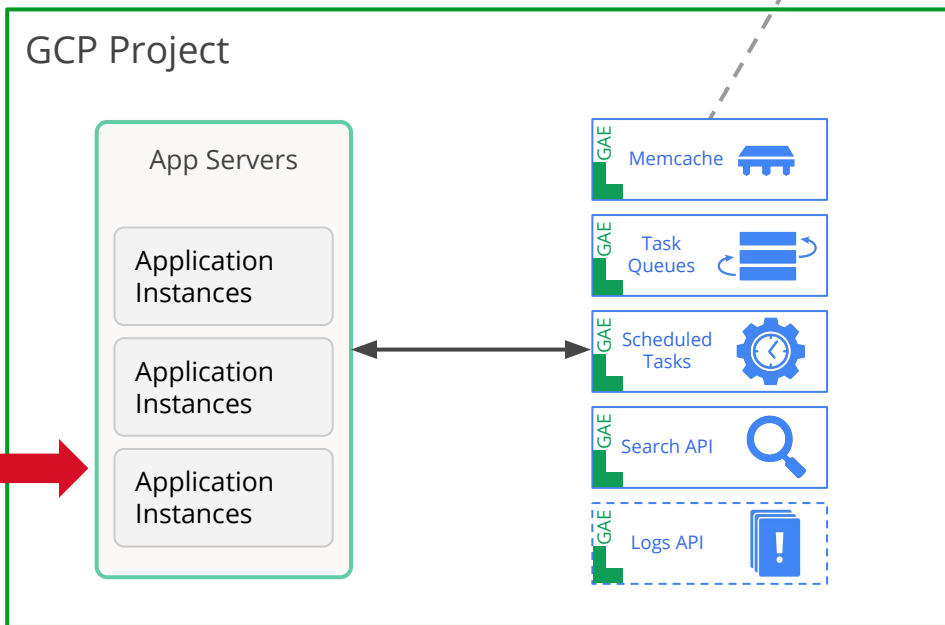 GCP Project
App Servers
Application
Instances
Application
Instances
Application
Instances
GAE
Memcache
GAE
Task
Queues
GAE
Scheduled
Tasks
GAE
Search API
GAE
Logs API